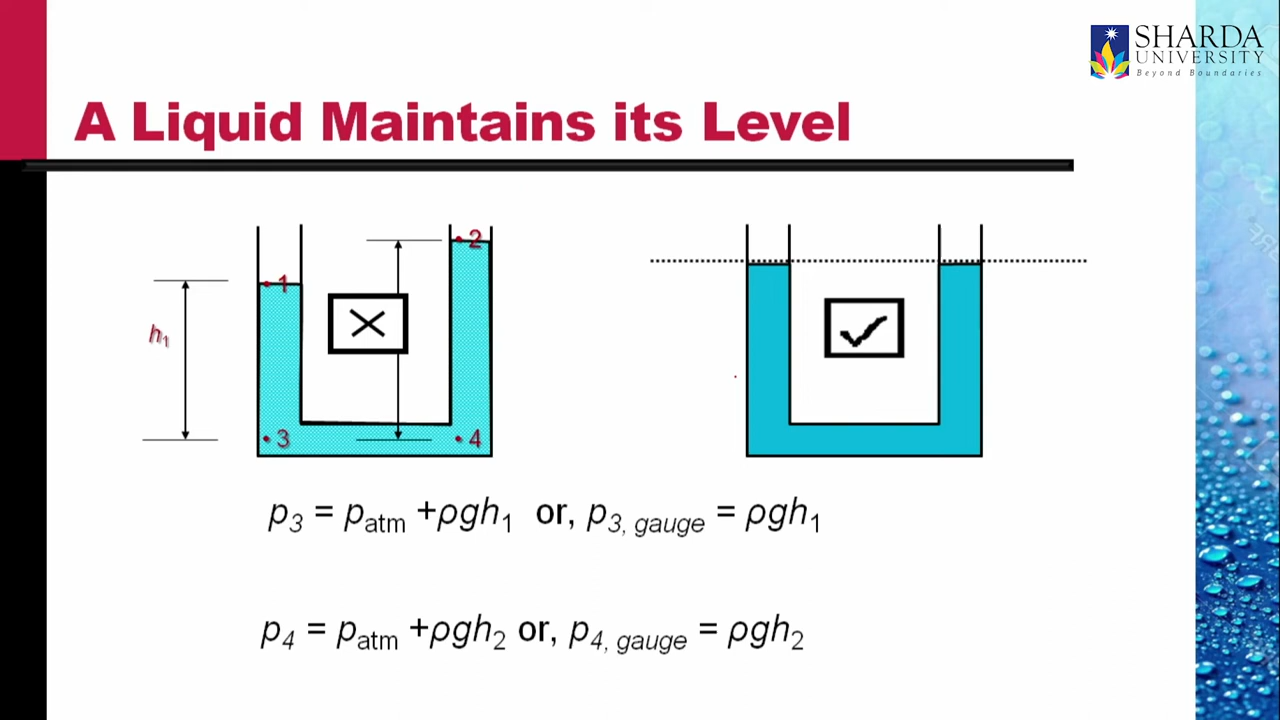 SHARDA
UNIVERSITY
Beyond Boundaries
A Liquid Maintains its Level
• 2
• 1
h₁
• 3
• 4
p₃ = pₐₜₘ +ρgh₁ or, p₃, gauge = ρgh₁
p₄ = pₐₜₘ +ρgh₂ or, p₄, gauge = ρgh₂